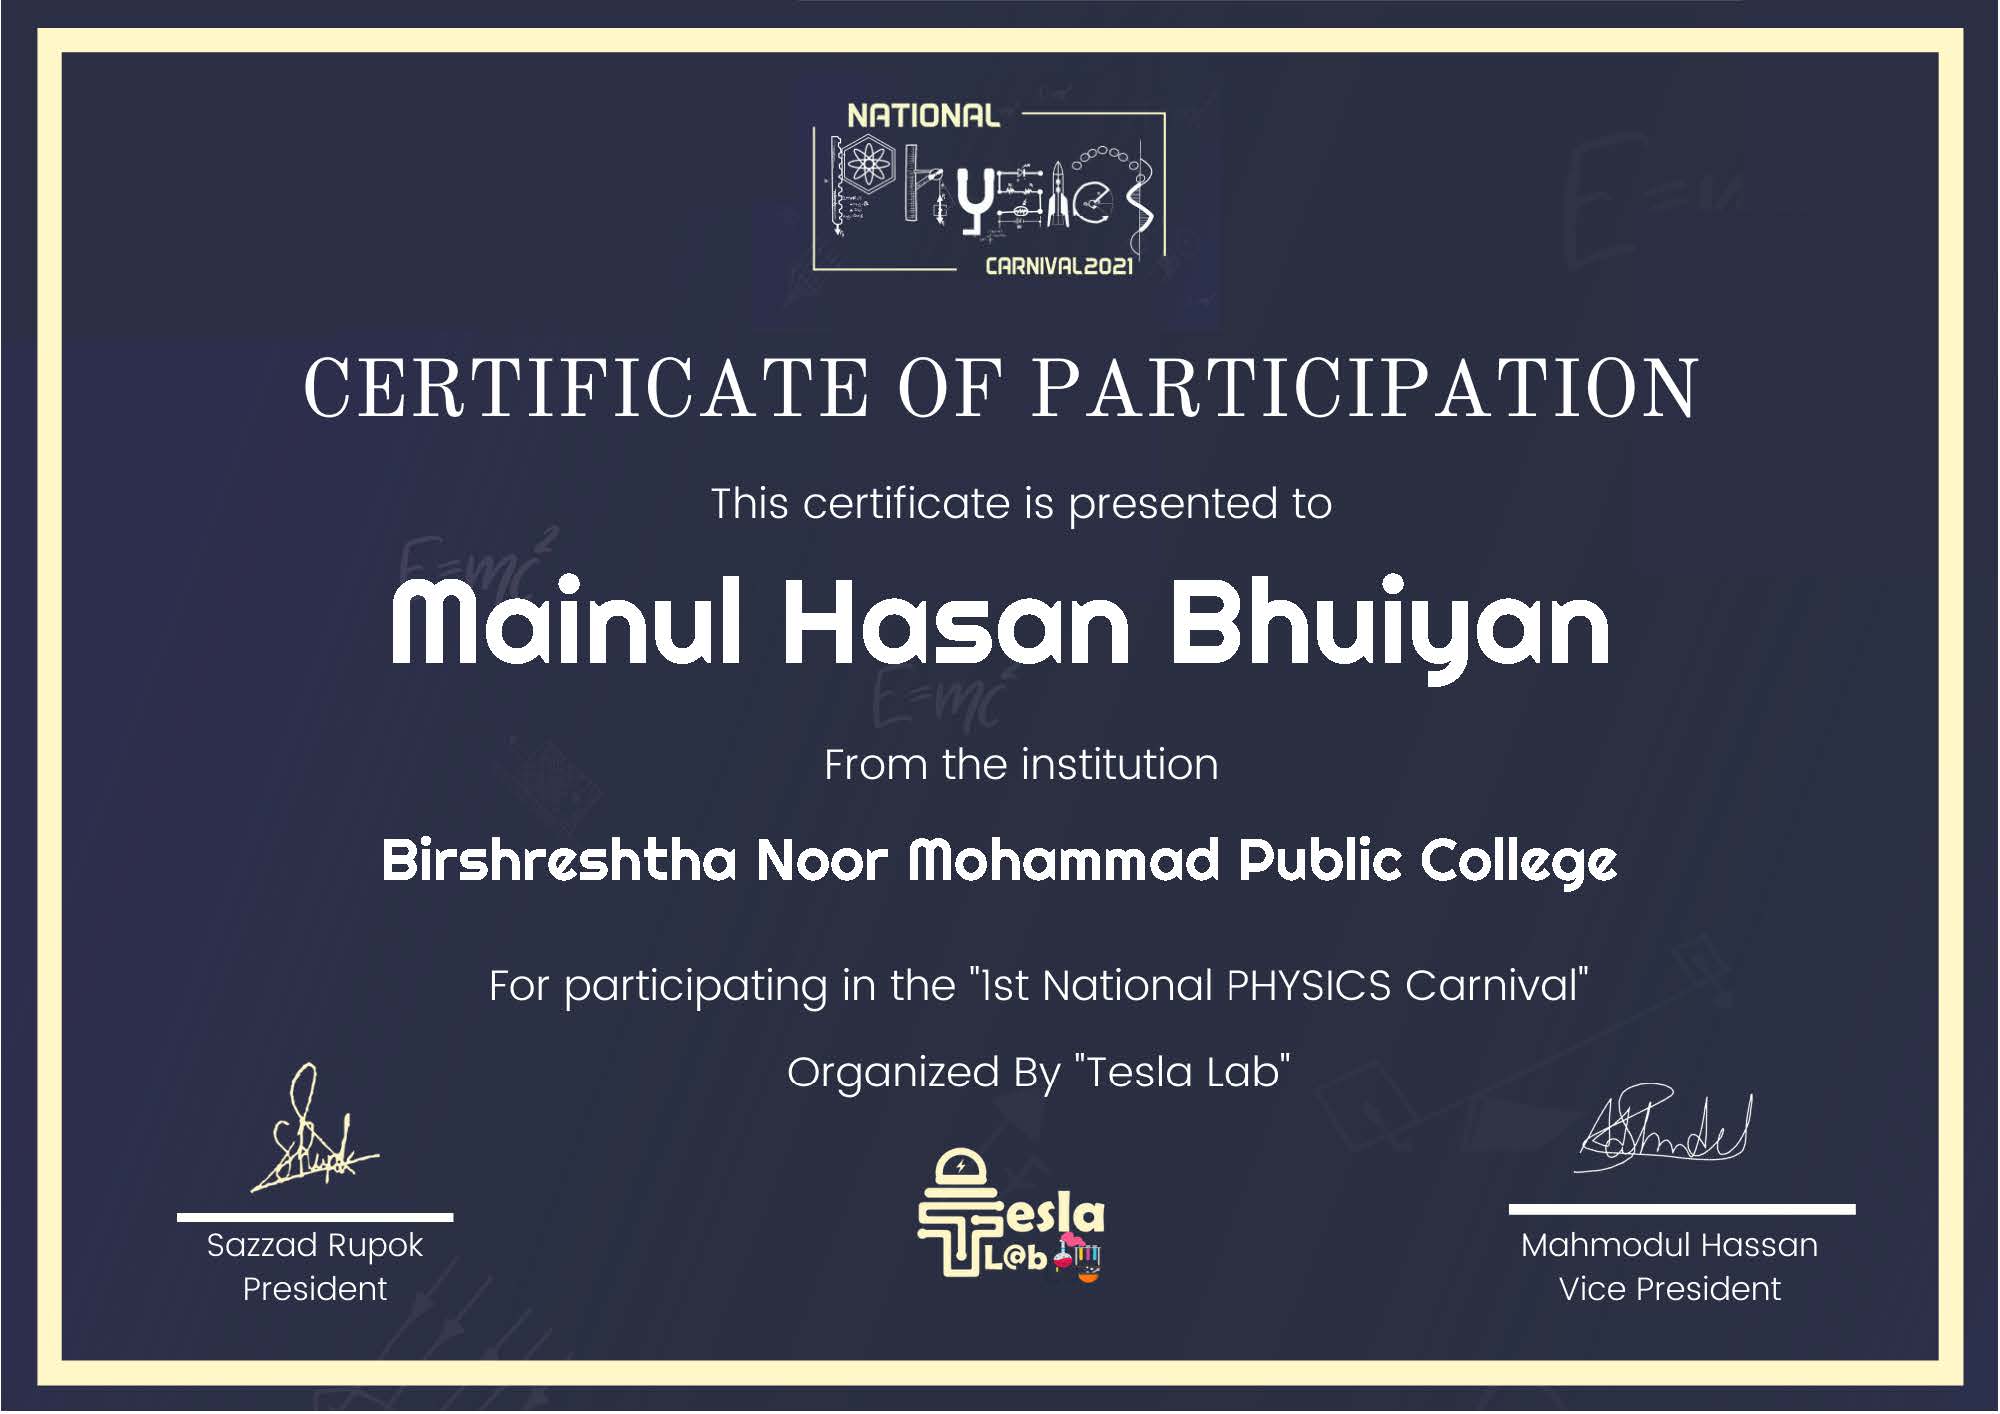 NATIONAL
Physics
CARNIVAL2021
CERTIFICATE OF PARTICIPATION
This certificate is presented to
E=mc²
Mainul Hasan Bhuiyan
E=mc²
From the institution
Birshreshtha Noor Mohammad Public College
For participating in the "1st National PHYSICS Carnival"
Organized By "Tesla Lab"
Tesla
L@b
Sazzad Rupok
President
Mahmodul Hassan
Vice President